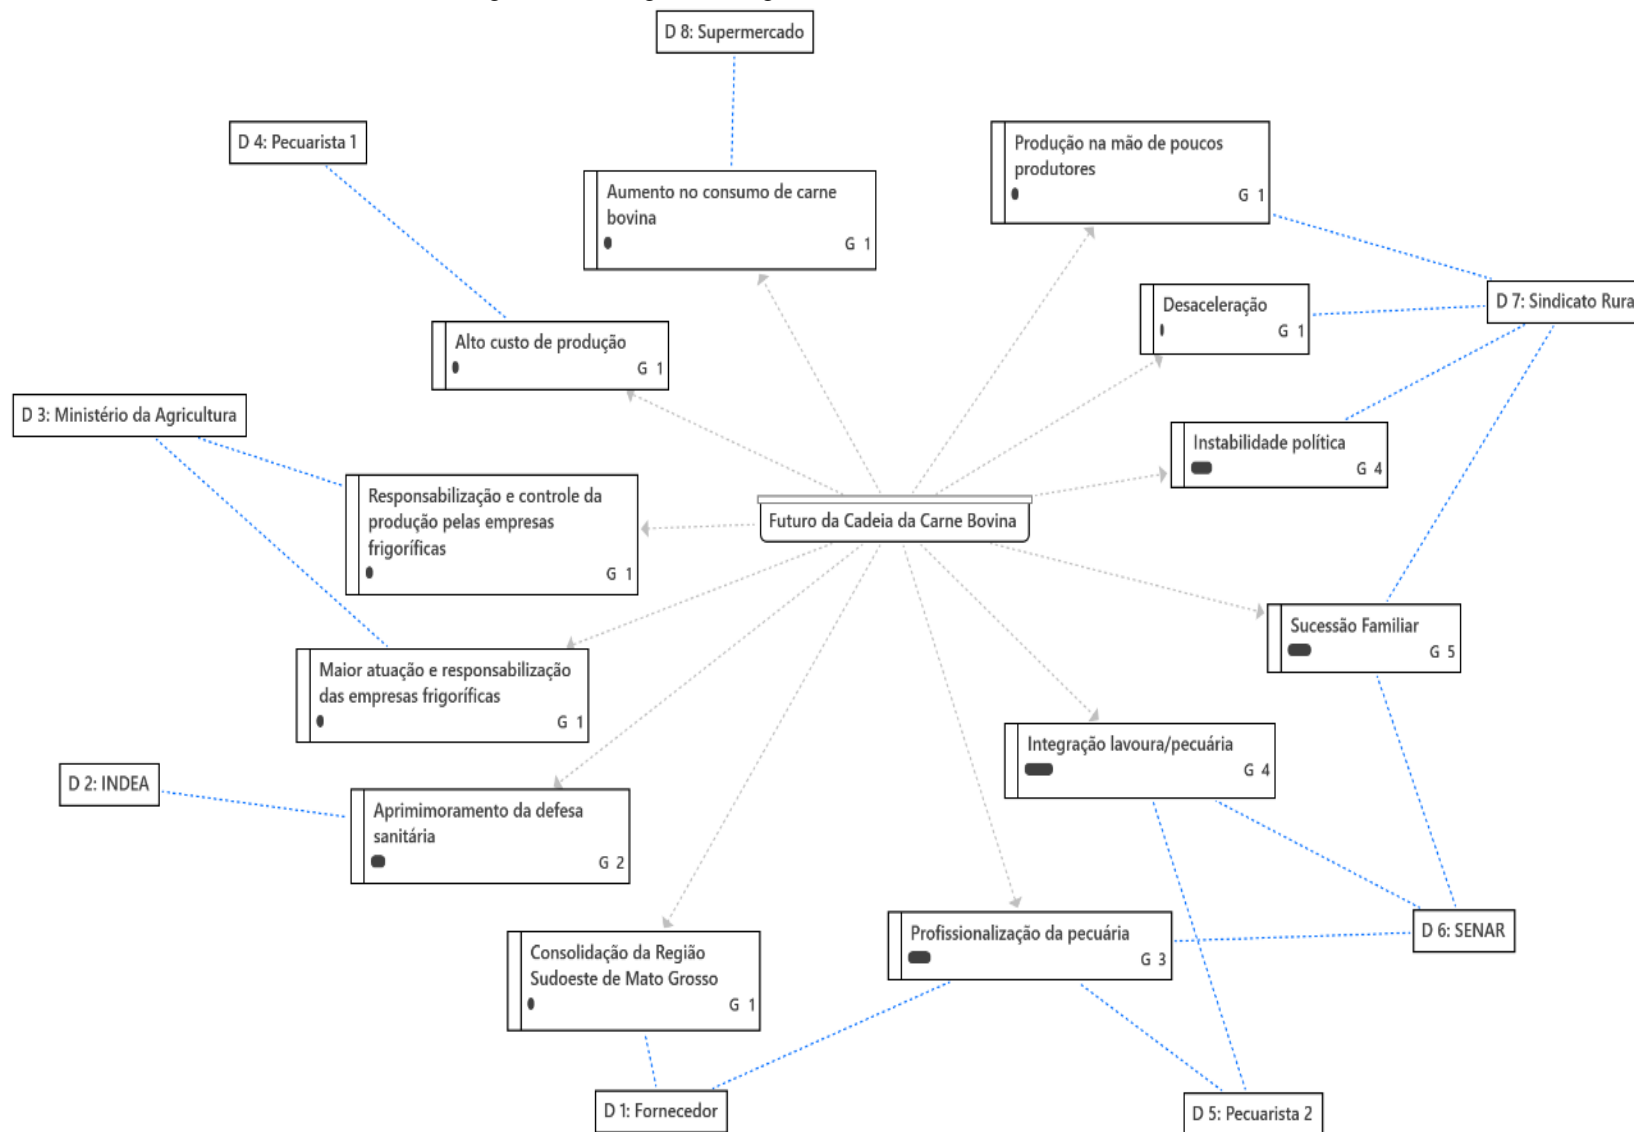 D 8: Supermercado
D 4: Pecuarista 1
Produção na mão de poucos
produtores
G 1
Aumento no consumo de carne
bovina
G 1
D 7: Sindicato Rura
Desaceleração
G 1
Alto custo de produção
G 1
D 3: Ministério da Agricultura
Instabilidade política
G 4
Responsabilização e controle da
produção pelas empresas
frigoríficas
G 1
Futuro da Cadeia da Carne Bovina
Sucessão Familiar
G 5
Maior atuação e responsabilização
das empresas frigoríficas
G 1
Integração lavoura/pecuária
G 4
D 2: INDEA
Aprimimoramento da defesa
sanitária
G 2
Profissionalização da pecuária
G 3
D 6: SENAR
Consolidação da Região
Sudoeste de Mato Grosso
G 1
D 1: Fornecedor
D 5: Pecuarista 2